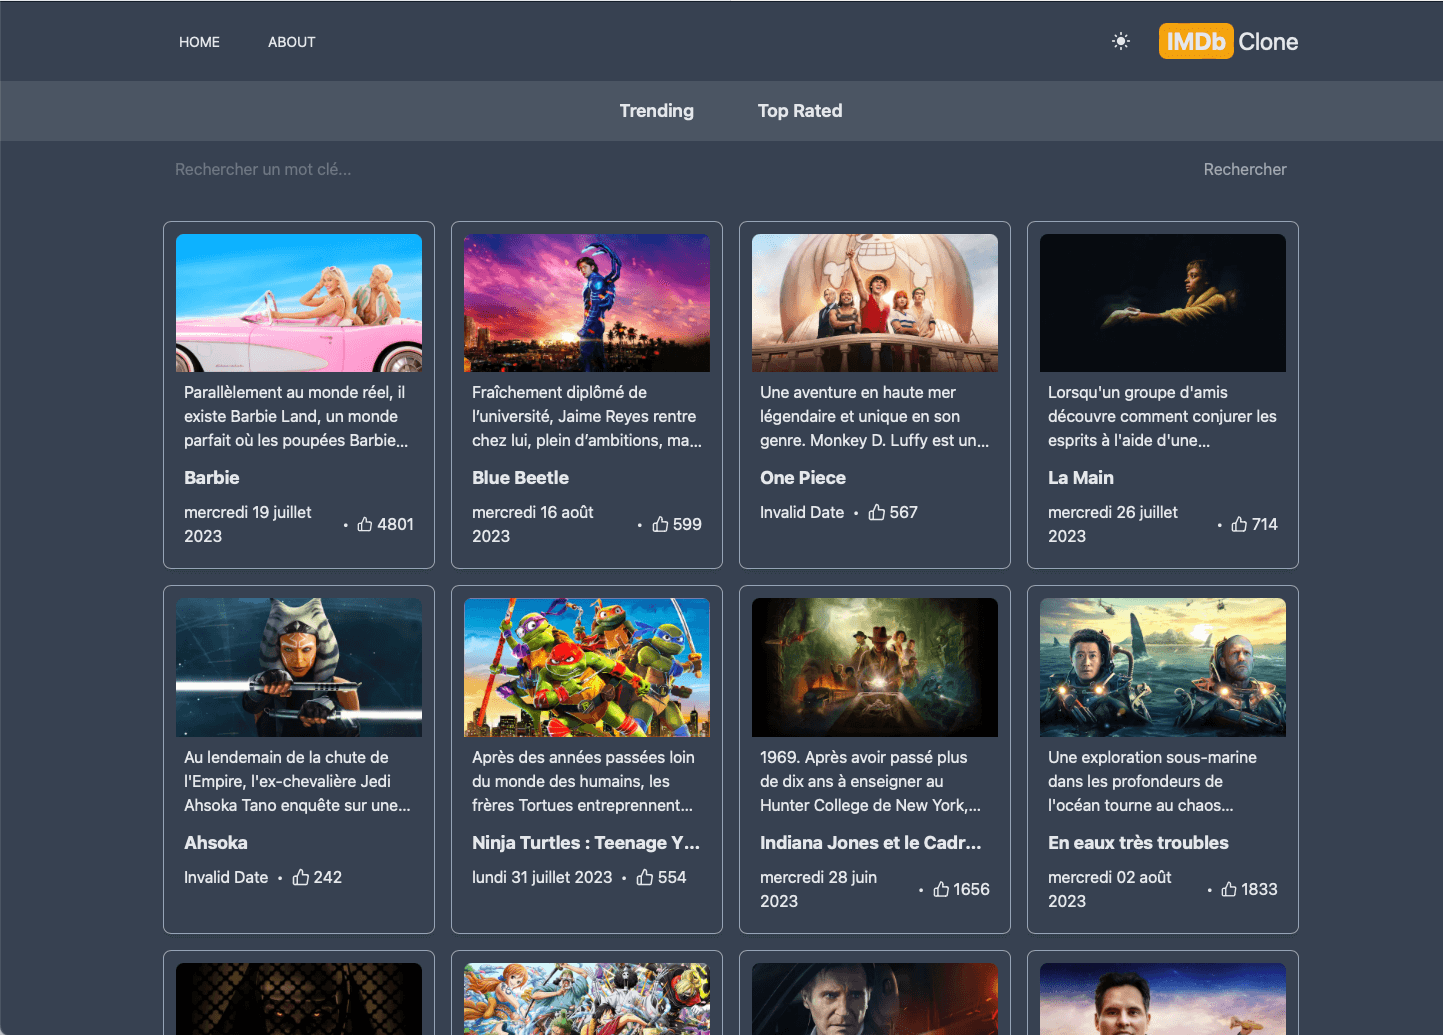 HOME ABOUT IMDb Clone
Trending Top Rated
Rechercher un mot clé... Rechercher
Parallèlement au monde réel, il
existe Barbie Land, un monde
parfait où les poupées Barbie...
Barbie
mercredi 19 juillet
2023
• 4801
Fraîchement diplômé de
l’université, Jaime Reyes rentre
chez lui, plein d’ambitions, ma...
Blue Beetle
mercredi 16 août
2023
• 599
Une aventure en haute mer
légendaire et unique en son
genre. Monkey D. Luffy est un...
One Piece
Invalid Date • 567
Lorsqu'un groupe d'amis
découvre comment conjurer les
esprits à l'aide d'une...
La Main
mercredi 26 juillet
2023
• 714
Au lendemain de la chute de
l'Empire, l'ex-chevalière Jedi
Ahsoka Tano enquête sur une...
Ahsoka
Invalid Date • 242
Après des années passées loin
du monde des humains, les
frères Tortues entreprennent...
Ninja Turtles : Teenage Y...
lundi 31 juillet 2023 • 554
1969. Après avoir passé plus
de dix ans à enseigner au
Hunter College de New York,...
Indiana Jones et le Cadr...
mercredi 28 juin
2023
• 1656
Une exploration sous-marine
dans les profondeurs de
l'océan tourne au chaos...
En eaux très troubles
mercredi 02 août
2023
• 1833